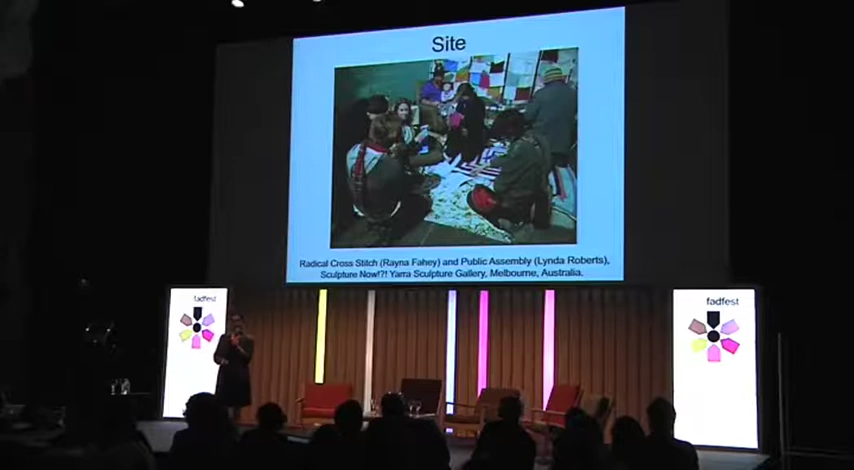 Site
Radical Cross Stitch (Rayna Fahey) and Public Assembly (Lynda Roberts),
Sculpture Now!?! Yarra Sculpture Gallery, Melbourne, Australia.
fadfest
fadfest